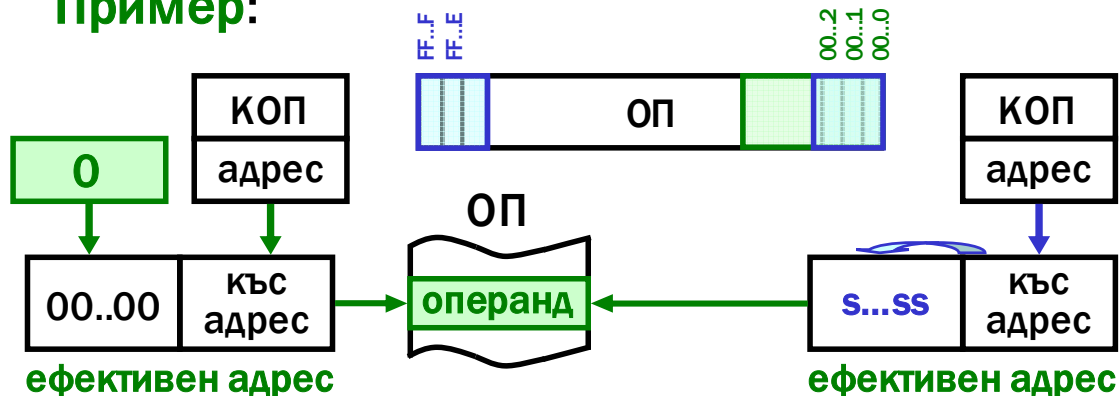 Пример:
FF...F
FF...E
00..2
00..1
00..0
КОП
адрес
0
ОП
КОП
адрес
ОП
00..00
къс
адрес
операнд
s...ss
къс
адрес
ефективен адрес
ефективен адрес